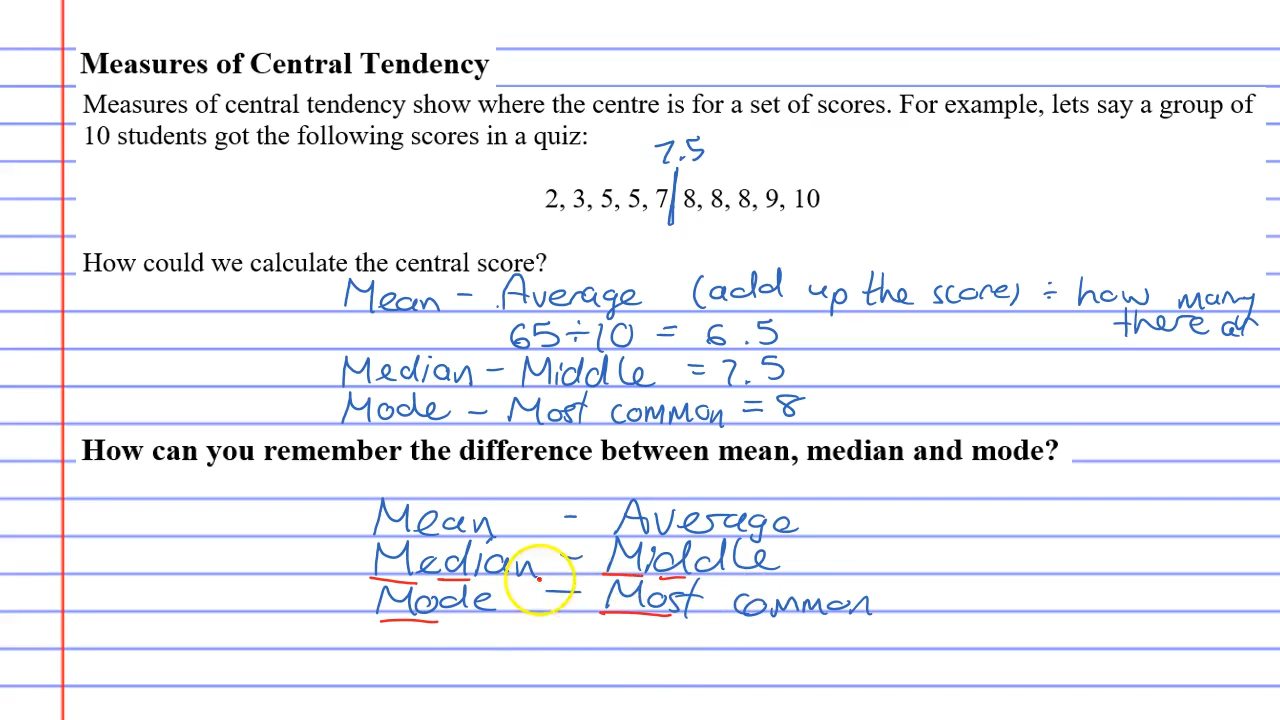 Measures of Central Tendency
Measures of central tendency show where the centre is for a set of scores. For example, lets say a group of
10 students got the following scores in a quiz:
7.5
2, 3, 5, 5, 7 8, 8, 8, 9, 10
How could we calculate the central score?
Mean - Average (add up the scores ÷ how many
there
65÷10 = 6.5
Median - Middle = 7.5
Mode - Most common = 8
How can you remember the difference between mean, median and mode?
Mean - Average
Median - Middle
Mode - Most common